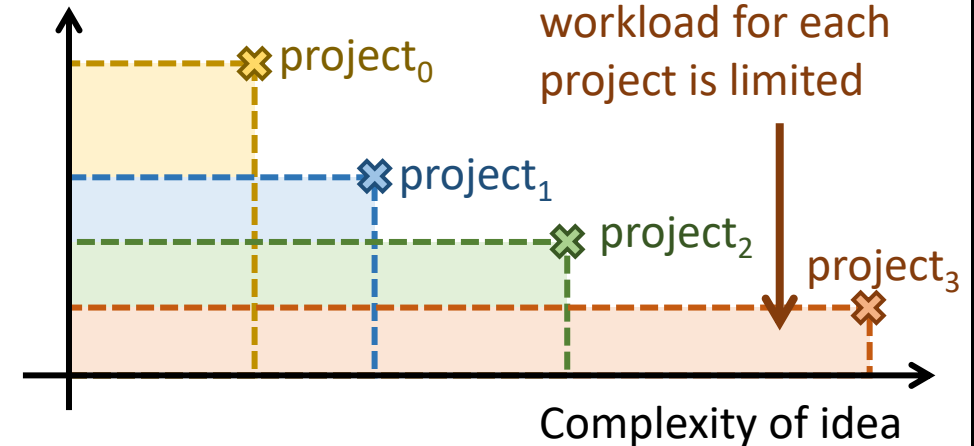 workload for each
project is limited
project₀
project₁
project₂
project₃
Complexity of idea